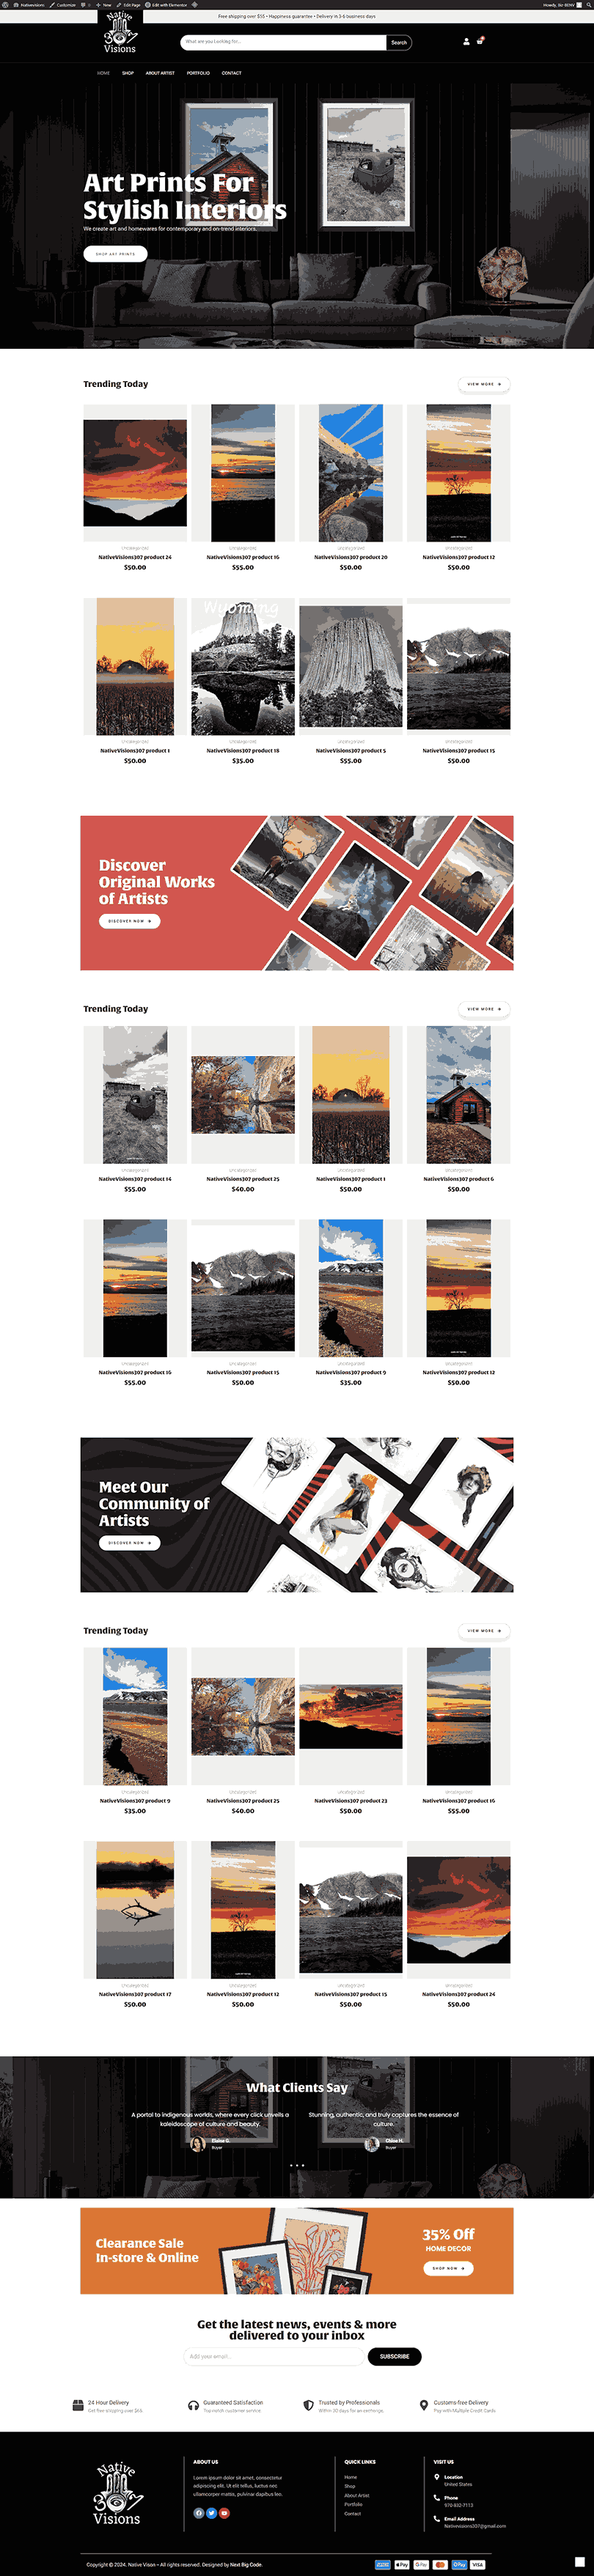 Nativevisions
Customize
0
New
Edit Page
Edit with Elementor
Free shipping over $10 • Happiness guarantee • Delivery in 3-6 business days
Native
307
Visions
What are you Looking for...
Search
HOME
SHOP
ABOUT ARTIST
PORTFOLIO
CONTACT
Art Prints For
Stylish Interiors
We create art and homewares for contemporary and on-trend interiors.
SHOP ART PRINTS
Trending Today
VIEW MORE
Uncategorized
Uncategorized
Uncategorized
Uncategorized
NativeVisions307 product 24
NativeVisions307 product 16
NativeVisions307 product 20
NativeVisions307 product 12
$50.00
$55.00
$50.00
$50.00
Wyoming
Uncategorized
Uncategorized
Uncategorized
Uncategorized
NativeVisions307 product 1
NativeVisions307 product 18
NativeVisions307 product 5
NativeVisions307 product 15
$50.00
$35.00
$55.00
$50.00
Discover
Original Works
of Artists
DISCOVER NOW
Trending Today
VIEW MORE
Uncategorized
Uncategorized
Uncategorized
Uncategorized
NativeVisions307 product 14
NativeVisions307 product 25
NativeVisions307 product 1
NativeVisions307 product 6
$55.00
$40.00
$50.00
$50.00
Uncategorized
Uncategorized
Uncategorized
Uncategorized
NativeVisions307 product 16
NativeVisions307 product 15
NativeVisions307 product 9
NativeVisions307 product 12
$55.00
$50.00
$35.00
$50.00
Meet Our
Community of
Artists
DISCOVER NOW
Trending Today
VIEW MORE
Uncategorized
Uncategorized
Uncategorized
Uncategorized
NativeVisions307 product 9
NativeVisions307 product 25
NativeVisions307 product 23
NativeVisions307 product 16
$35.00
$40.00
$50.00
$55.00
Uncategorized
Uncategorized
Uncategorized
Uncategorized
NativeVisions307 product 17
NativeVisions307 product 12
NativeVisions307 product 15
NativeVisions307 product 24
$50.00
$50.00
$50.00
$50.00
What Clients Say
A portal to indigenous worlds, where every click unveils a
kaleidoscope of culture and beauty.
Elaine G.
Buyer
Stunning, authentic, and truly captures the essence of
culture.
Chloe H.
Buyer
Clearance Sale
In-store & Online
35% Off
HOME DECOR
SHOP NOW
Get the latest news, events & more
delivered to your inbox
Add your email...
SUBSCRIBE
24 Hour Delivery
Get free shipping over $65.
Guaranteed Satisfaction
Top-notch customer service.
Trusted by Professionals
Within 30 days for an exchange.
Customs-free Delivery
Pay with Multiple Credit Cards
Native
307
Visions
ABOUT US
Lorem ipsum dolor sit amet, consectetur
adipiscing elit. Ut elit tellus, luctus nec
ullamcorper mattis, pulvinar dapibus leo.
QUICK LINKS
Home
Shop
About Artist
Portfolio
Contact
VISIT US
Location
United States
Phone
Email Address
Nativevisions307@gmail.com
Copyright © 2024. Native Vision • All rights reserved. Designed by Next Big Code.
Apple Pay
G Pay
VISA